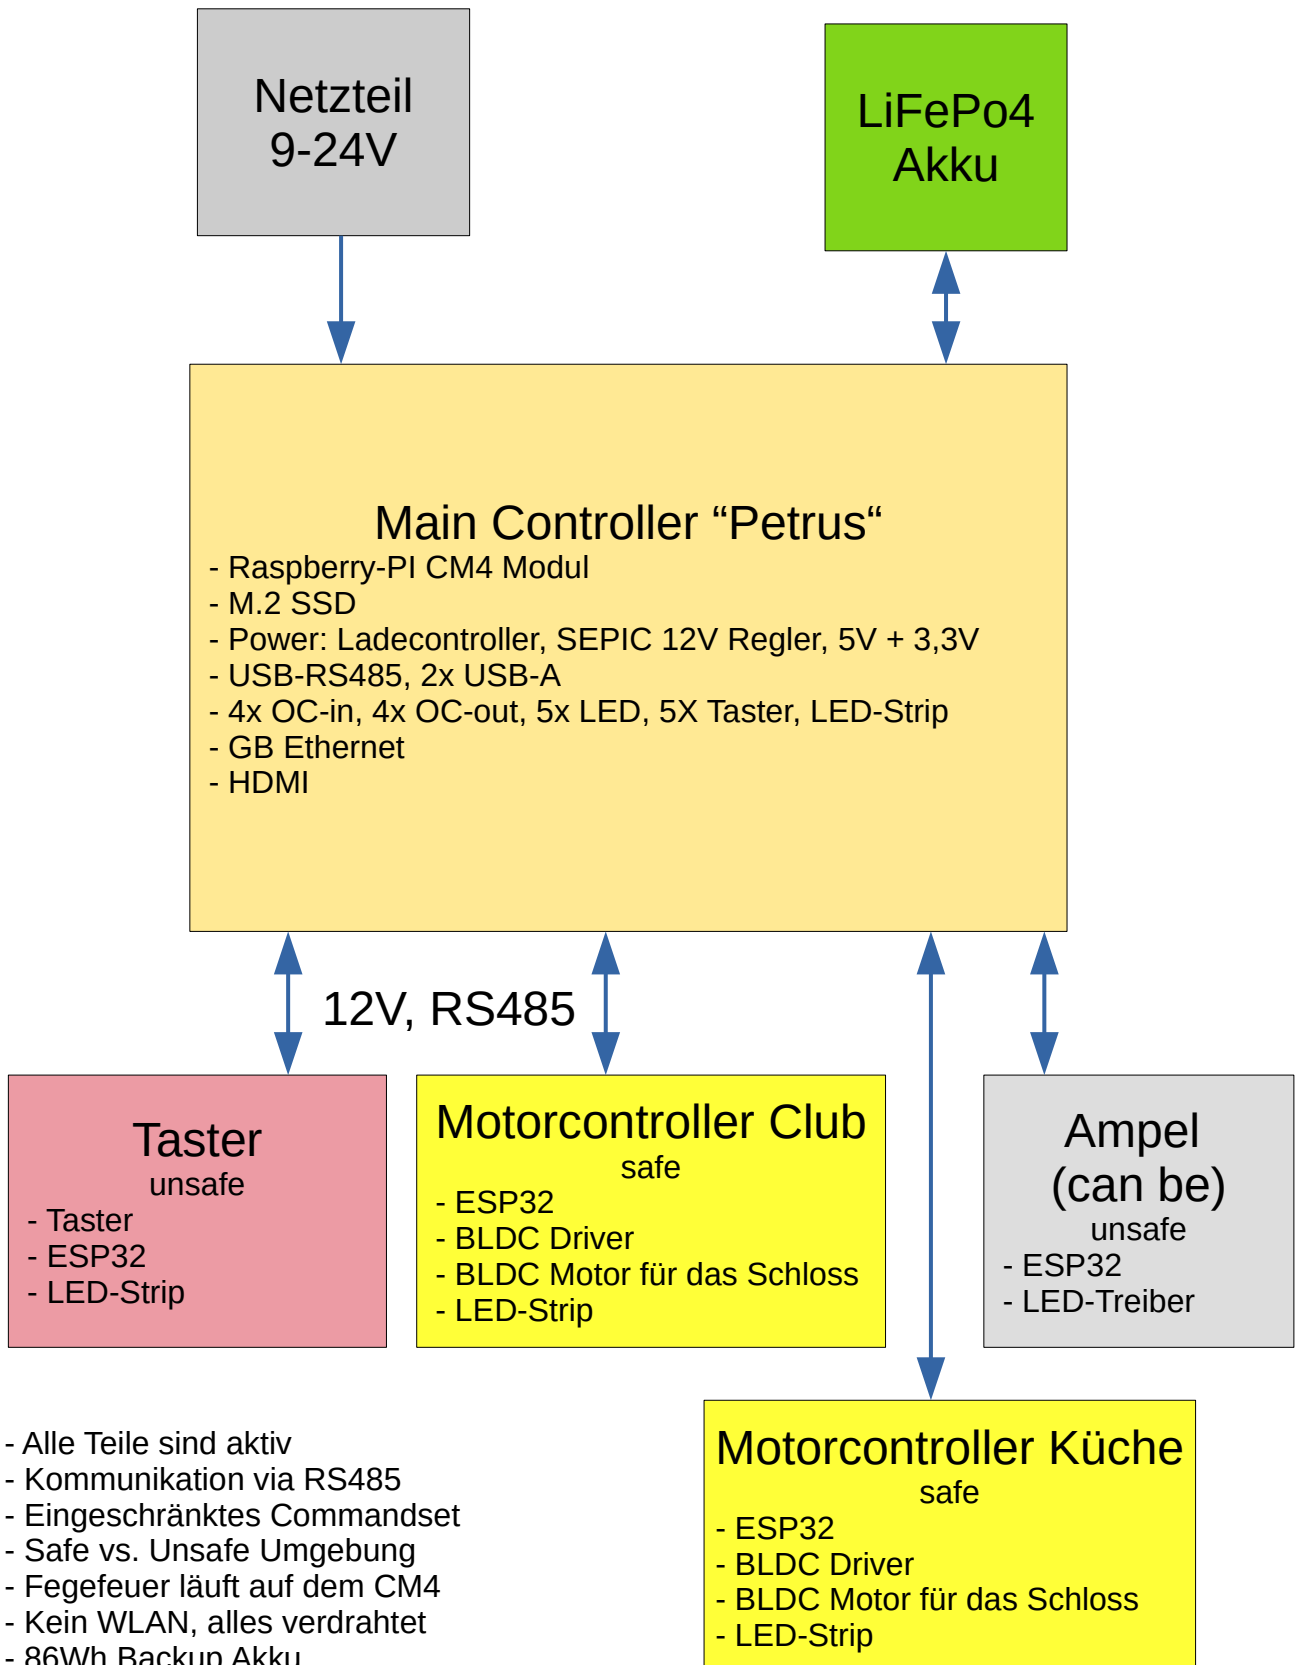 Netzteil
9-24V
LiFePo4
Akku
Main Controller “Petrus“
- Raspberry-PI CM4 Modul
- M.2 SSD
- Power: Ladecontroller, SEPIC 12V Regler, 5V + 3,3V
- USB-RS485, 2x USB-A
- 4x OC-in, 4x OC-out, 5x LED, 5X Taster, LED-Strip
- GB Ethernet
- HDMI
12V, RS485
Taster
unsafe
- Taster
- ESP32
- LED-Strip
Motorcontroller Club
safe
- ESP32
- BLDC Driver
- BLDC Motor für das Schloss
- LED-Strip
Ampel
(can be)
unsafe
- ESP32
- LED-Treiber
- Alle Teile sind aktiv
- Kommunikation via RS485
- Eingeschränktes Commandset
- Safe vs. Unsafe Umgebung
- Fegefeuer läuft auf dem CM4
- Kein WLAN, alles verdrahtet
- 86Wh Backup Akku
Motorcontroller Küche
safe
- ESP32
- BLDC Driver
- BLDC Motor für das Schloss
- LED-Strip